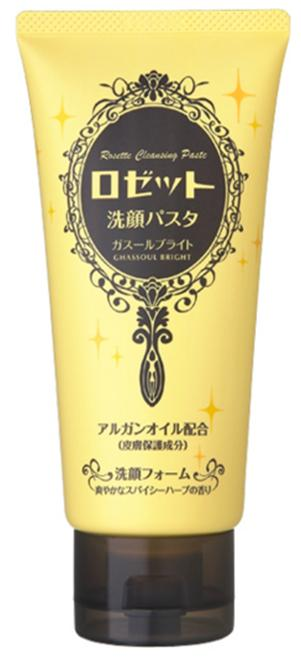 Rosette Cleansing Paste
ロゼット
洗顔パスタ
ガスールブライト
GHASSOUL BRIGHT
アルガンオイル配合
(皮膚保護成分)
洗顔フォーム
爽やかなスパイシーハーブの香り